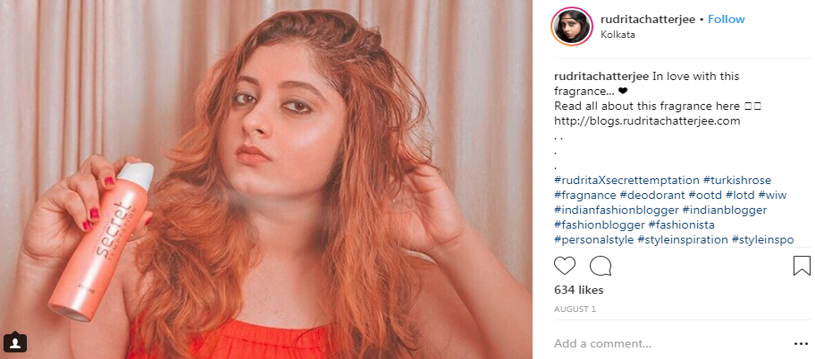 rudritachatterjee • Follow
Kolkata
rudritachatterjee In love with this
fragrance... ❤
Read all about this fragrance here
http://blogs.rudritachatterjee.com
. .
.
.
#rudritaXsecrettemptation #turkishrose
#fragnance #deodorant #ootd #lotd #wiw
#indianfashionblogger #indianblogger
#fashionblogger #fashionista
#personalstyle #styleinspiration #styleinspo
634 likes
AUGUST 1
Add a comment...
secret